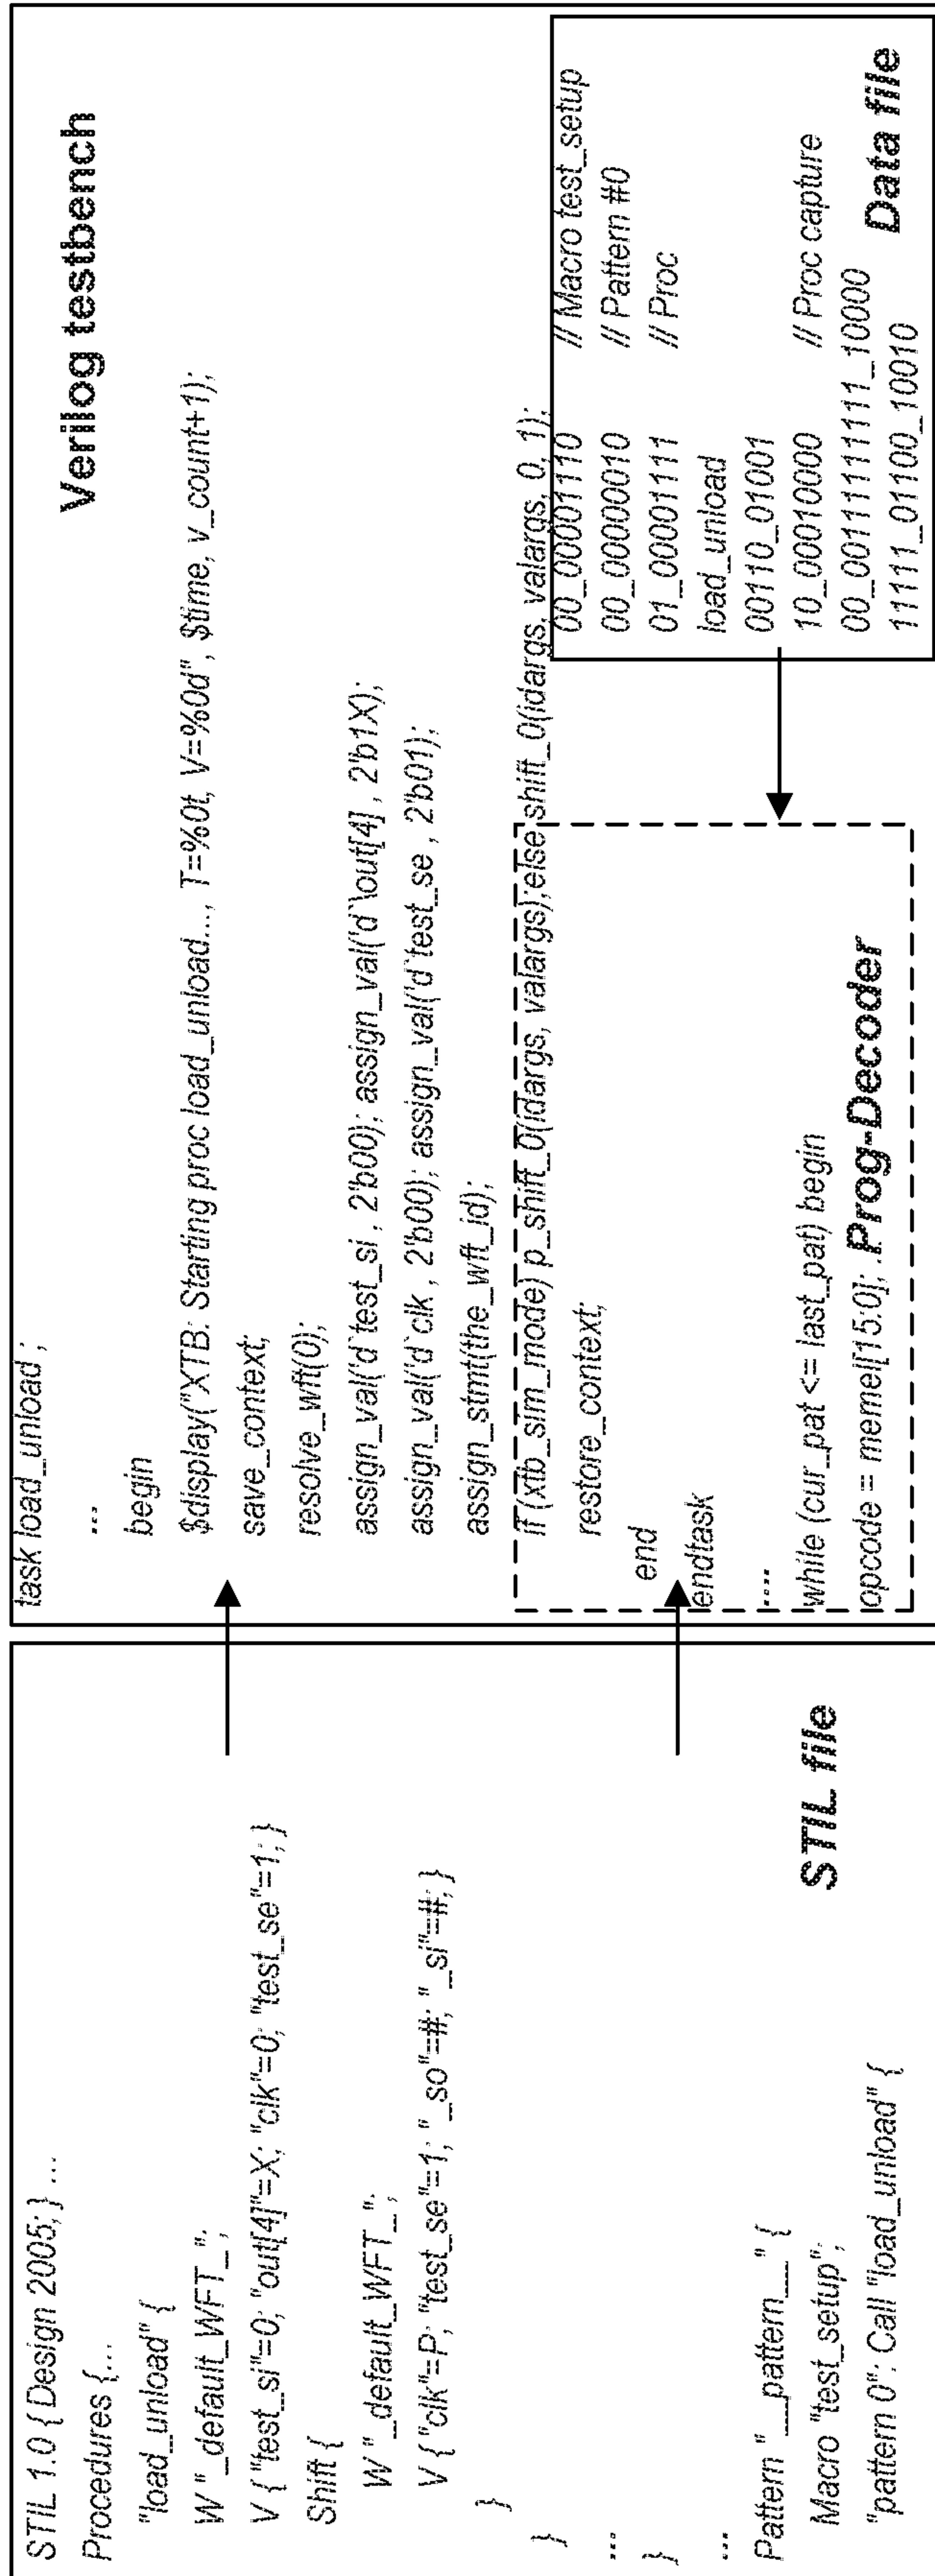 STIL 1.0 { Design 2005; } ...
Procedures {...
"load_unload" {
W "_default_WFT_";
V { "test_si"=0; "out[4]"=X; "clk"=0; "test_se"=1; }
Shift {
W "_default_WFT_";
V { "clk"=P; "test_se"=1; "_so"=#; "_si"=#; }
}
}
...
}
...
Pattern "__pattern__" {
Macro "test_setup";
"pattern 0": Call "load_unload" {
STIL file
Verilog testbench
task load_unload ;
...
begin
$display("XTB: Starting proc load_unload..., T=%0t, V=%0d", $time, v_count+1);
save_context;
resolve_wft(0);
assign_val('d`test_si , 2'b00); assign_val('d`\out[4] , 2'b1X);
assign_val('d`clk , 2'b00); assign_val('d`test_se , 2'b01);
assign_stmt(the_wft_id);
if (xtb_sim_mode) p_shift_0(idargs, valargs);else shift_0(idargs, valargs, 0, 1);
restore_context;
end
endtask
....
while (cur_pat <= last_pat) begin
opcode = memel[15:0]; .
Prog-Decoder
00_00001110 // Macro test_setup
00_00000010 // Pattern #0
01_00001111 // Proc
load_unload
00110_01001
10_00010000 // Proc capture
00_00111111111_10000
11111_01100_10010
Data file